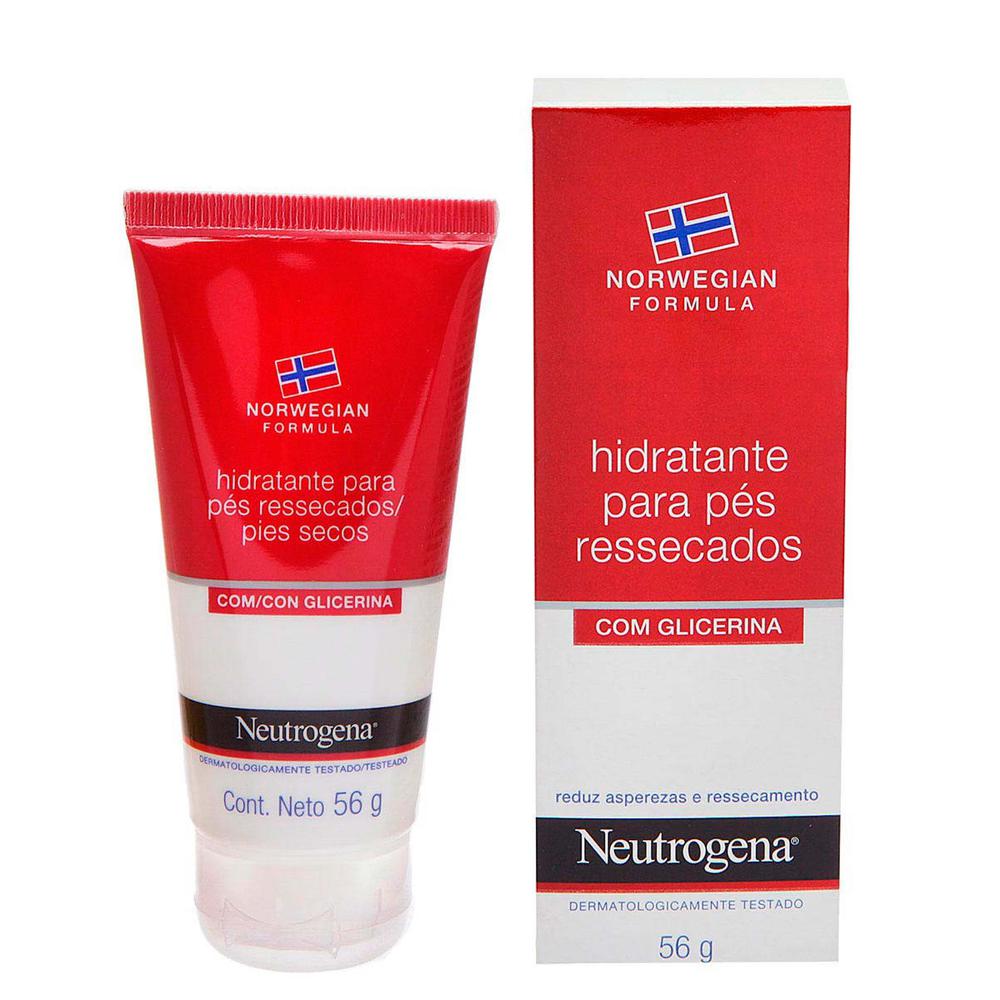 NORWEGIAN
FORMULA
hidratante para
pés ressecados/
pies secos
COM/CON GLICERINA
Neutrogena®
DERMATOLOGICAMENTE TESTADO/TESTEADO
Cont. Neto 56 g
NORWEGIAN
FORMULA
hidratante
para pés
ressecados
COM GLICERINA
reduz asperezas e ressecamento
Neutrogena®
DERMATOLOGICAMENTE TESTADO
56 g